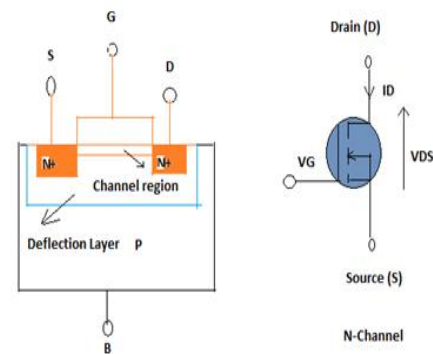 G
S
D
N+
N+
Channel region
Deflection Layer P
B
Drain (D)
ID
VG
VDS
Source (S)
N-Channel